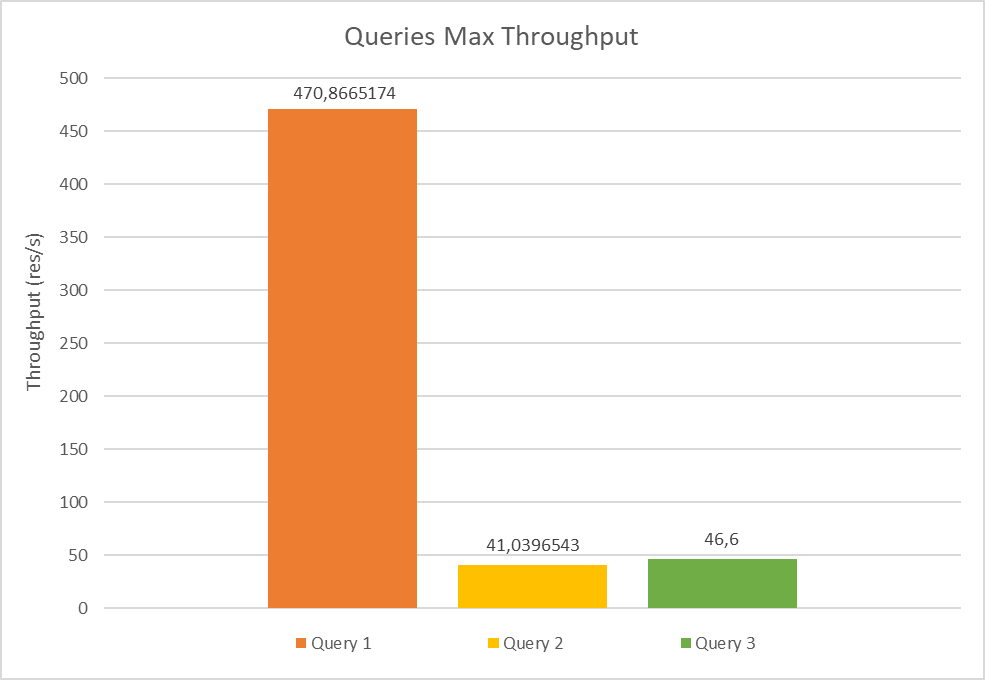 Queries Max Throughput
Throughput (res/s)
500
450
400
350
300
250
200
150
100
50
0
470,8665174
41,0396543
46,6
Query 1
Query 2
Query 3